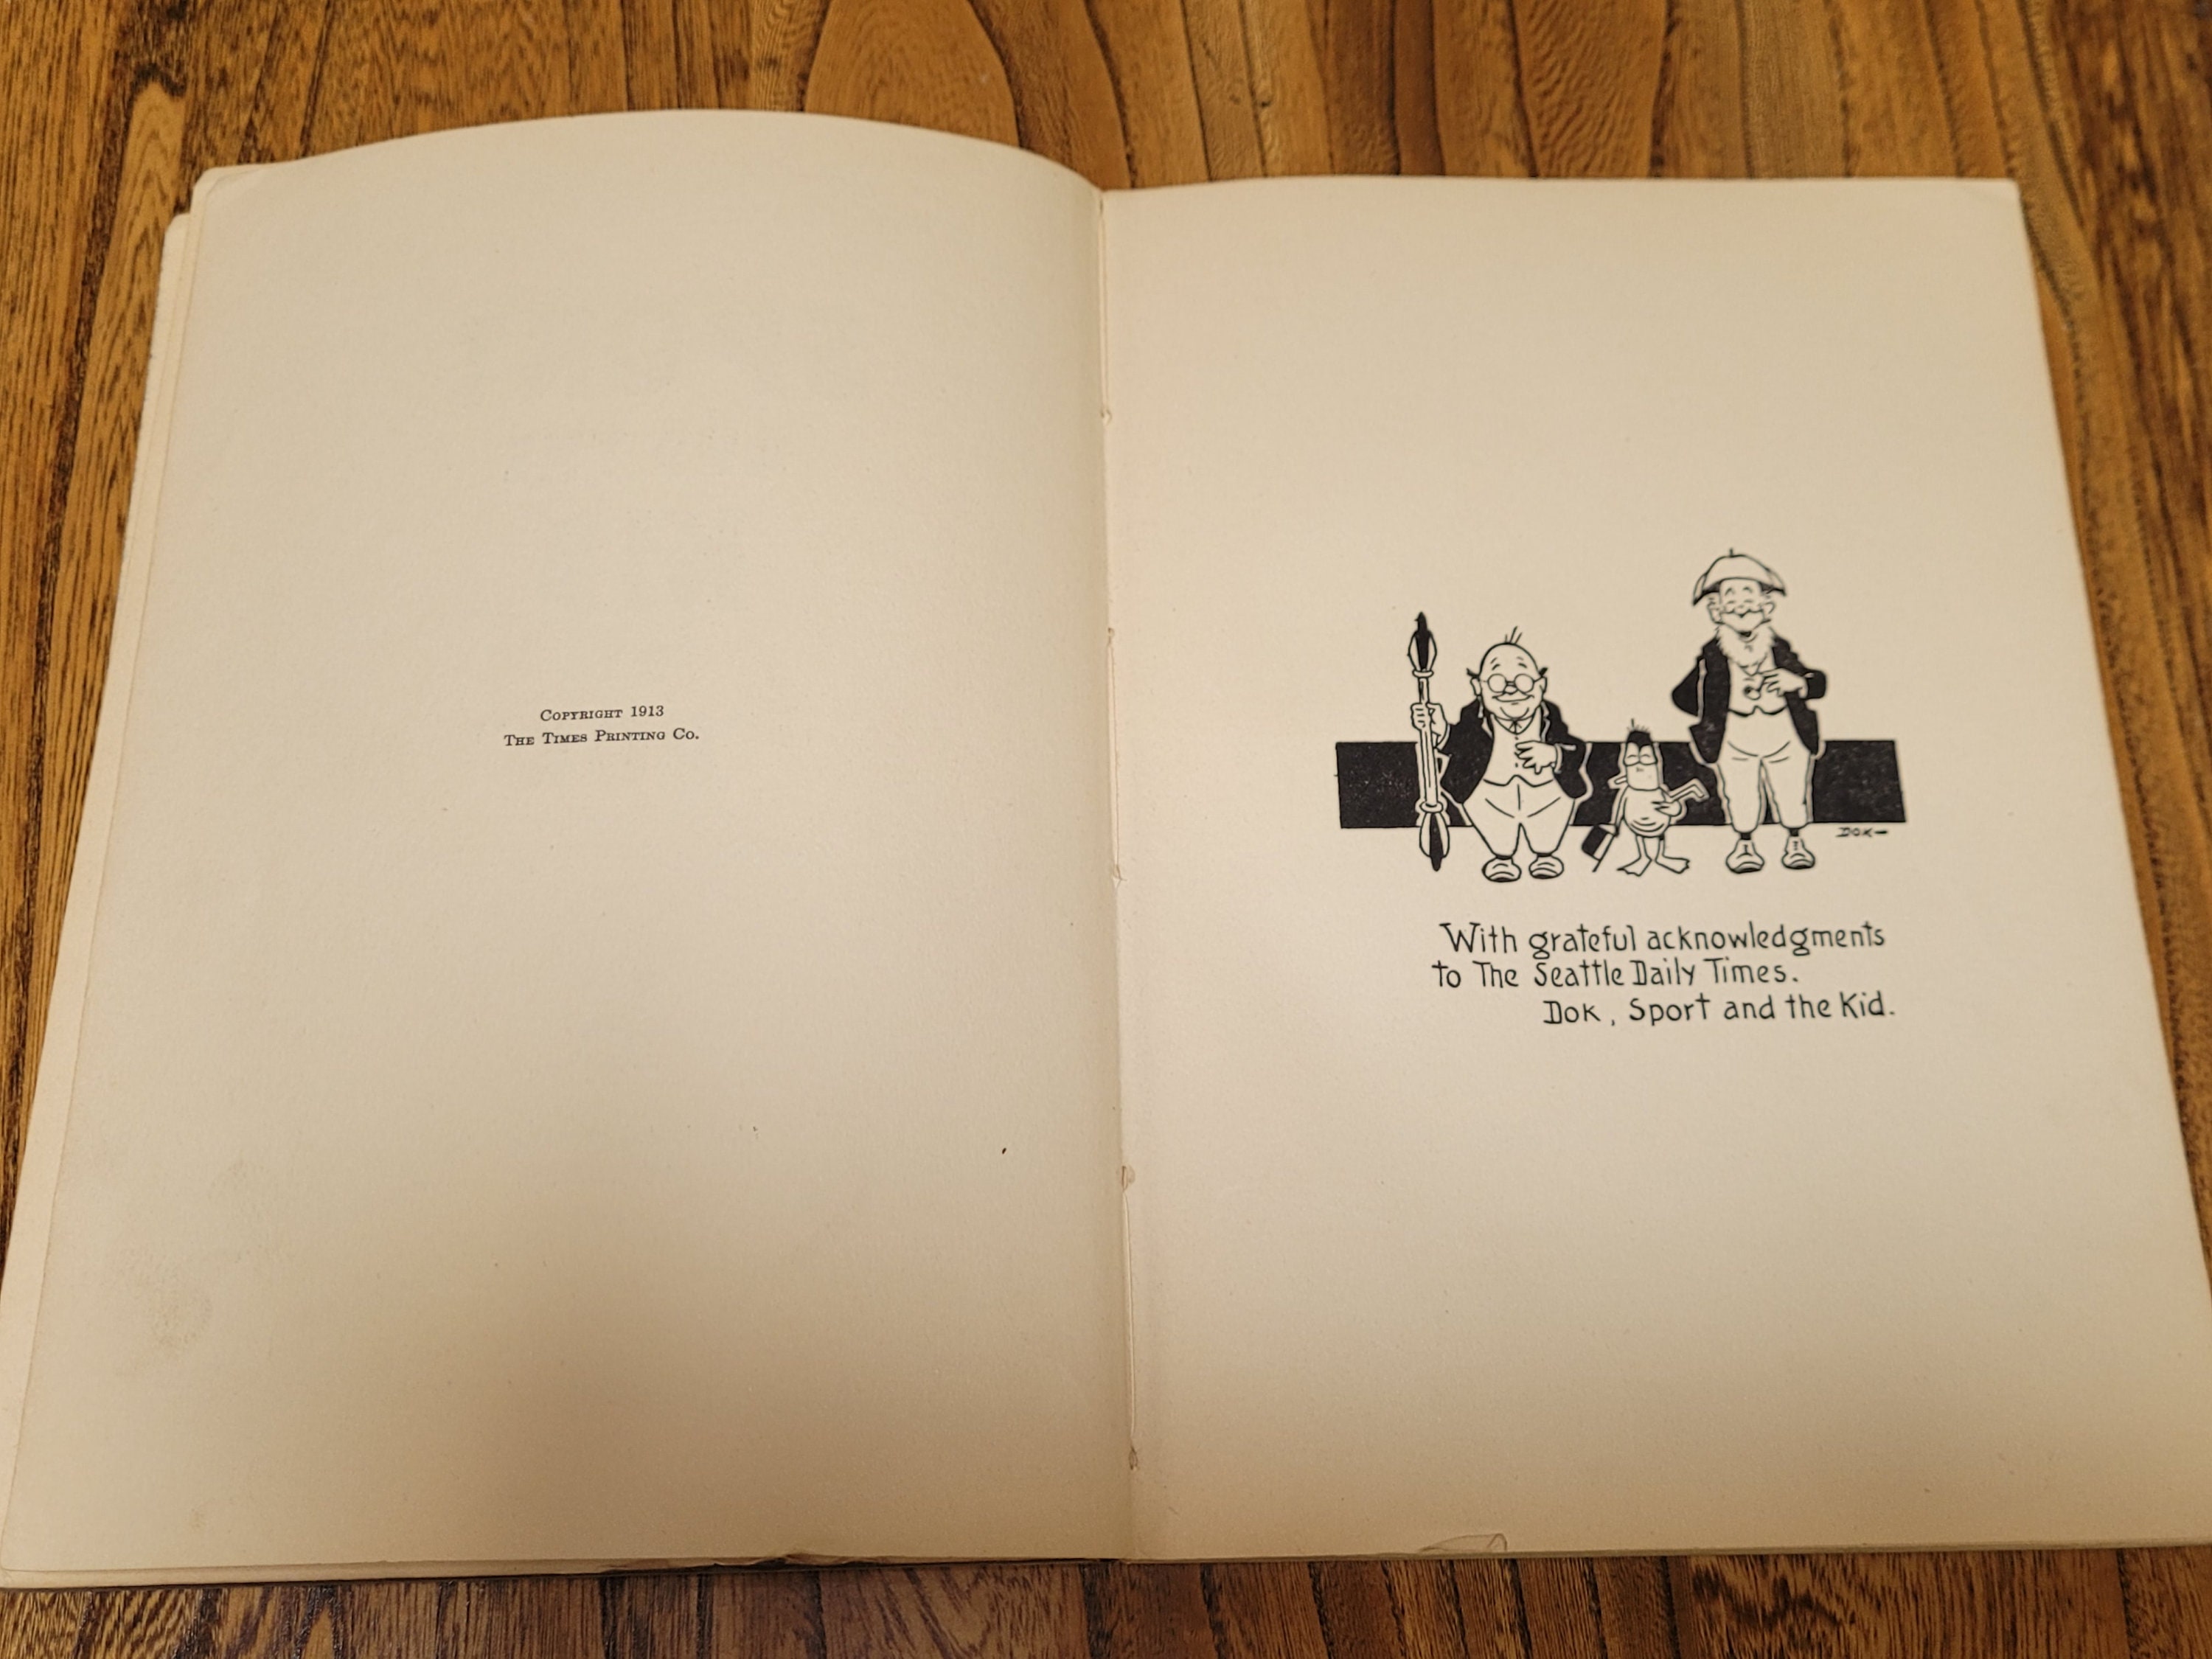 COPYRIGHT 1913
THE TIMES PRINTING CO.
DOK
With grateful acknowledgments
to The Seattle Daily Times.
Dok, Sport and the Kid.